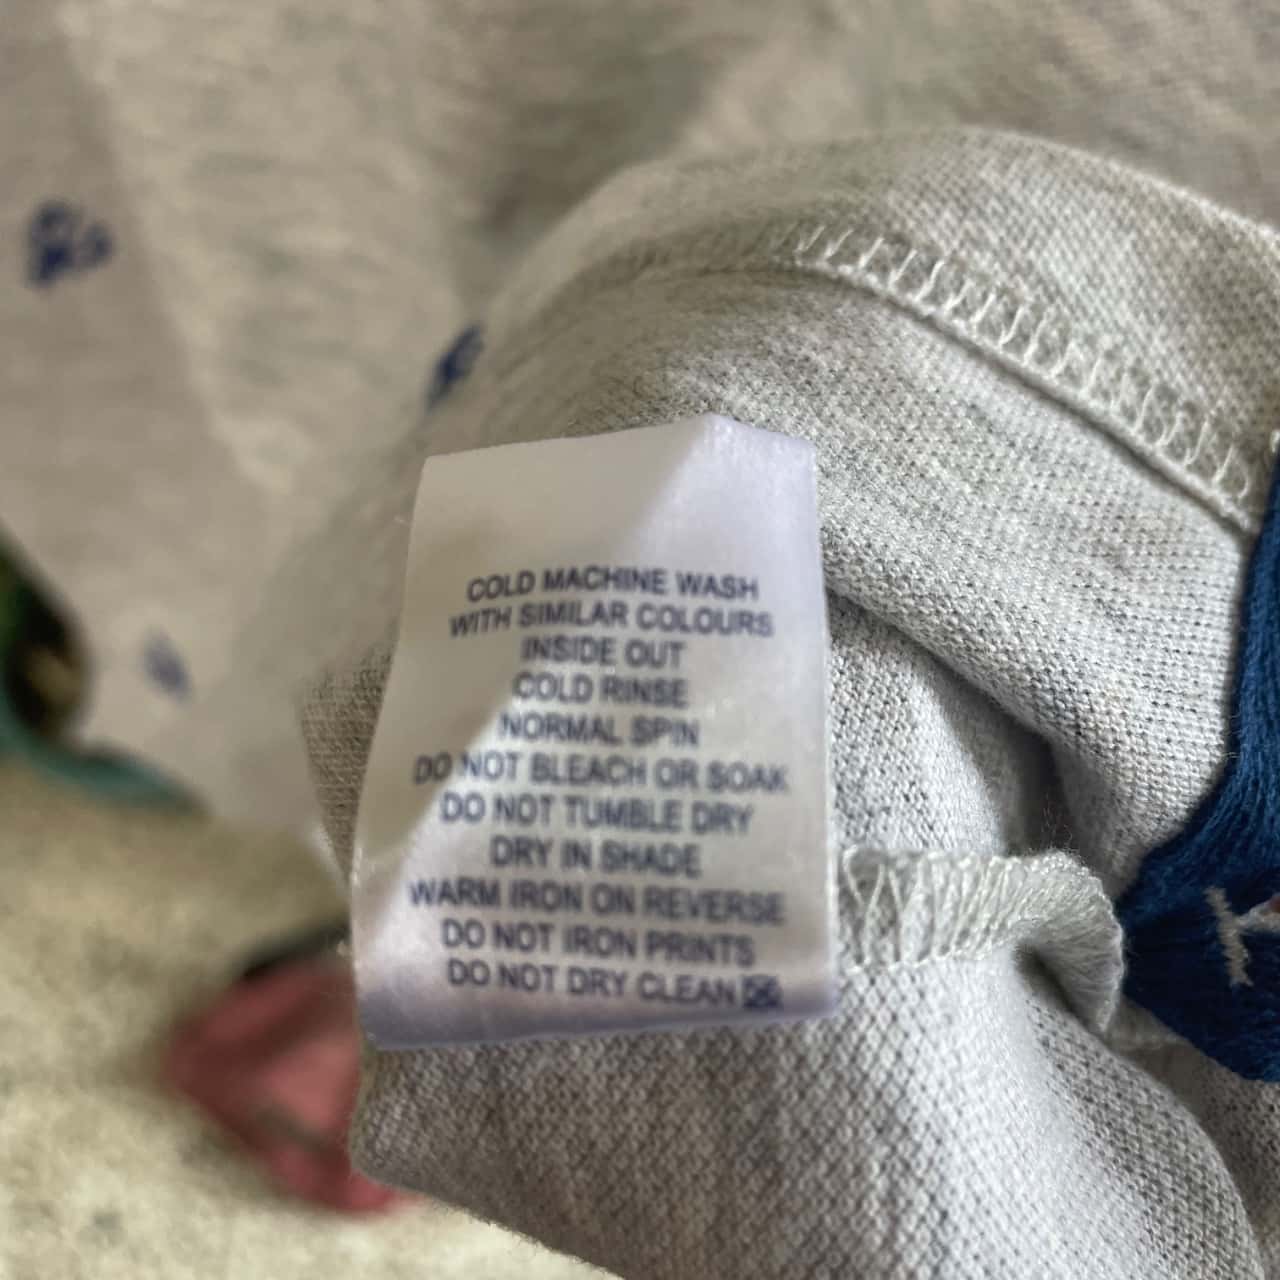 COLD MACHINE WASH
WITH SIMILAR COLOURS
INSIDE OUT
COLD RINSE
NORMAL SPIN
DO NOT BLEACH OR SOAK
DO NOT TUMBLE DRY
DRY IN SHADE
WARM IRON ON REVERSE
DO NOT IRON PRINTS
DO NOT DRY CLEAN